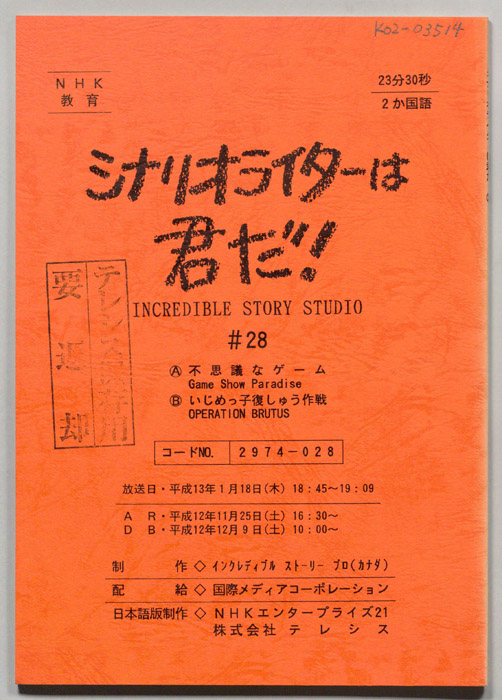 K02-03514
NHK
教育
23分30秒
2か国語
シナリオライターは
君だ!
INCREDIBLE STORY STUDIO
#28
Ⓐ 不思議なゲーム
Game Show Paradise
Ⓑ いじめっ子復しゅう作戦
OPERATION BRUTUS
要返却
コードNO. 2974-028
放送日・平成13年1月18日(木) 18:45~19:09
A R・平成12年11月25日(土) 16:30~
D B・平成12年12月9日(土) 10:00~
制作◇インクレディブル ストーリー プロ(カナダ)
配給◇国際メディアコーポレーション
日本語版制作◇NHKエンタープライズ21
株式会社テレシス